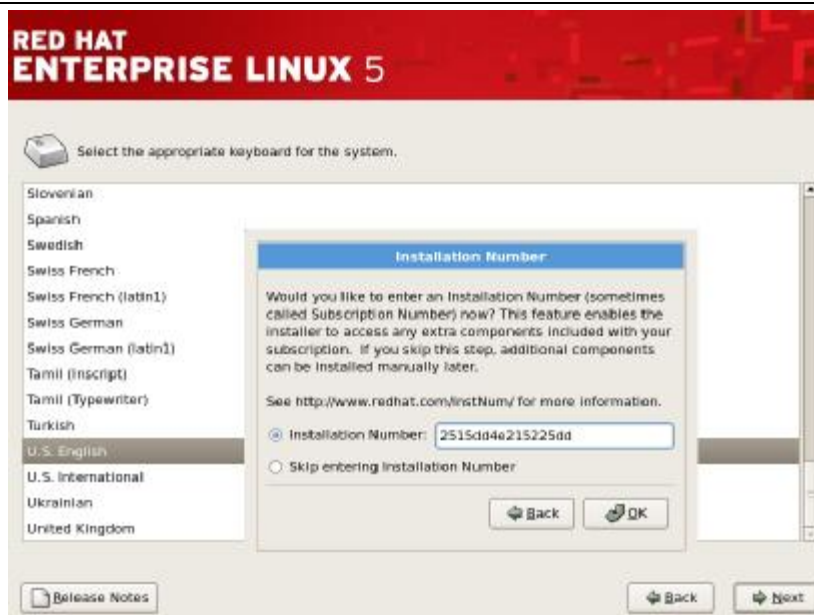 RED HAT
ENTERPRISE LINUX 5
Select the appropriate keyboard for the system.
Slovenian
Spanish
Swedish
Swiss French
Swiss French (latin1)
Swiss German
Swiss German (latin1)
Tamil (Inscript)
Tamil (Typewriter)
Turkish
U.S. English
U.S. International
Ukrainian
United Kingdom
Installation Number
Would you like to enter an Installation Number (sometimes
called Subscription Number) now? This feature enables the
installer to access any extra components included with your
subscription. If you skip this step, additional components
can be installed manually later.
See http://www.redhat.com/InstNum/ for more information.
Installation Number: 2515dd4e215225dd
Skip entering Installation Number
Back OK
Release Notes Back Next